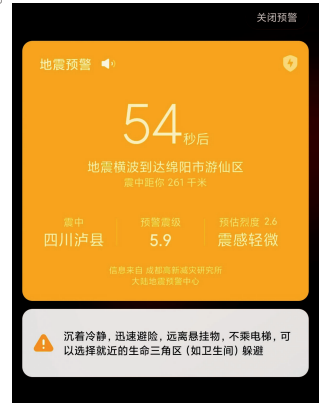 关闭预警
地震预警
54秒后
地震横波到达绵阳市游仙区
震中距你 261 千米
震中 预警震级 预估烈度 2.6
四川泸县 5.9 震感轻微
信息来自 成都高新减灾研究所
大陆地震预警中心
沉着冷静，迅速避险，远离悬挂物，不乘电梯，可
以选择就近的生命三角区（如卫生间）躲避